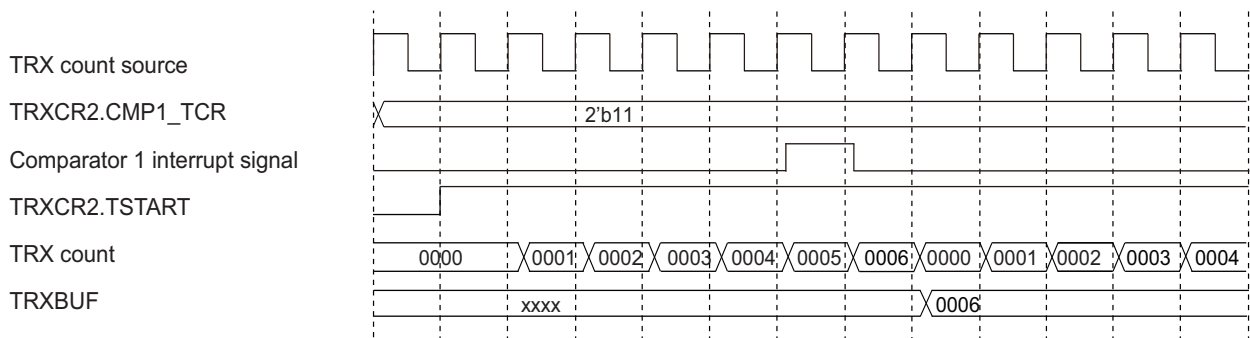 TRX count source
TRXCR2.CMP1_TCR 2'b11
Comparator 1 interrupt signal
TRXCR2.TSTART
TRX count 0000 0001 0002 0003 0004 0005 0006 0000 0001 0002 0003 0004
TRXBUF xxxx 0006